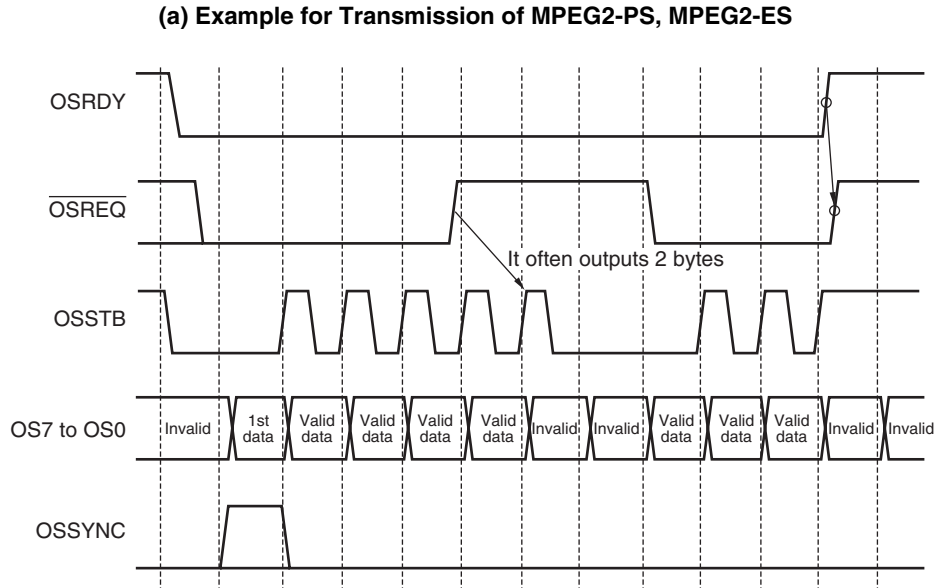 (a) Example for Transmission of MPEG2-PS, MPEG2-ES
OSRDY
OSREQ
It often outputs 2 bytes
OSSTB
OS7 to OS0
Invalid
1st
data
Valid
data
Valid
data
Valid
data
Valid
data
Invalid
Invalid
Valid
data
Valid
data
Valid
data
Invalid
Invalid
OSSYNC